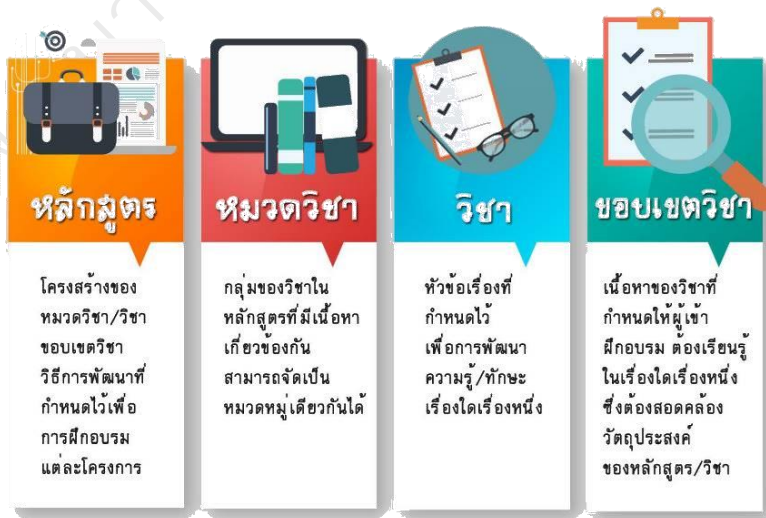 หลักสูตร
โครงสร้างของ
หมวดวิชา/วิชา
ขอบเขตวิชา
วิธีการพัฒนาที่
กำหนดไว้เพื่อ
การฝึกอบรม
แต่ละโครงการ
หมวดวิชา
กลุ่มของวิชาใน
หลักสูตรที่มีเนื้อหา
เกี่ยวข้องกัน
สามารถจัดเป็น
หมวดหมู่เดียวกันได้
วิชา
หัวข้อเรื่องที่
กำหนดไว้
เพื่อการพัฒนา
ความรู้/ทักษะ
เรื่องใดเรื่องหนึ่ง
ขอบเขตวิชา
เนื้อหาของวิชาที่
กำหนดให้ผู้เข้า
ฝึกอบรม ต้องเรียนรู้
ในเรื่องใดเรื่องหนึ่ง
ซึ่งต้องสอดคล้อง
วัตถุประสงค์
ของหลักสูตร/วิชา